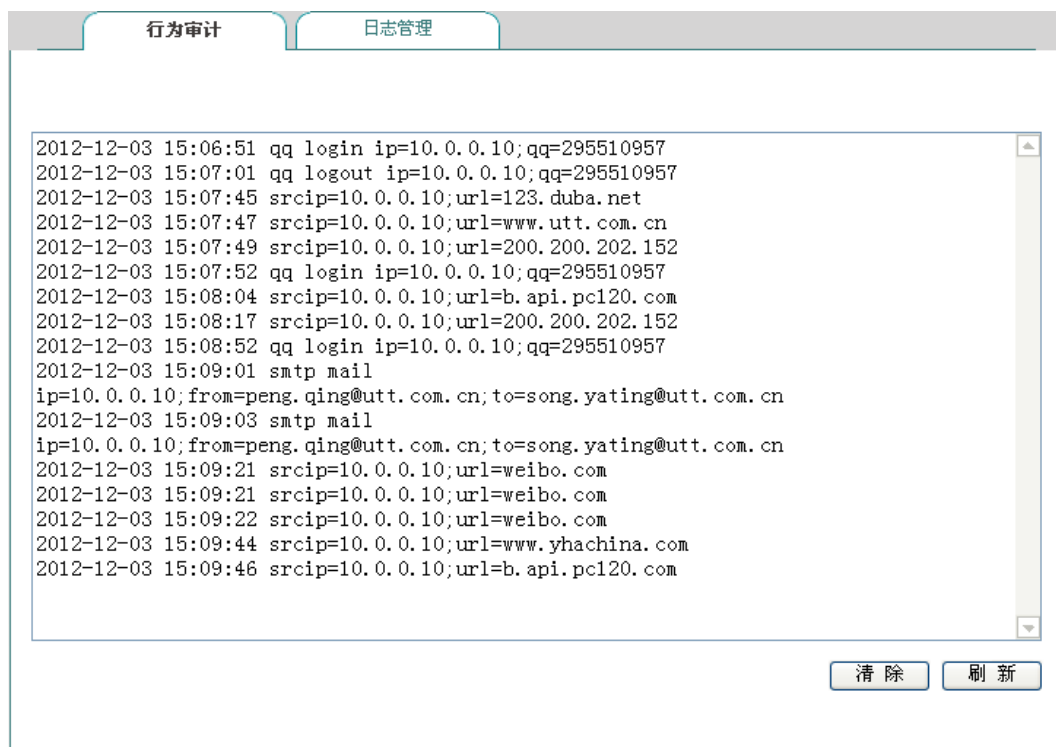 行为审计
日志管理
2012-12-03 15:06:51 qq login ip=10.0.0.10;qq=295510957
2012-12-03 15:07:01 qq logout ip=10.0.0.10;qq=295510957
2012-12-03 15:07:45 srcip=10.0.0.10;url=123.duba.net
2012-12-03 15:07:47 srcip=10.0.0.10;url=www.utt.com.cn
2012-12-03 15:07:49 srcip=10.0.0.10;url=200.200.202.152
2012-12-03 15:07:52 qq login ip=10.0.0.10;qq=295510957
2012-12-03 15:08:04 srcip=10.0.0.10;url=b.api.pc120.com
2012-12-03 15:08:17 srcip=10.0.0.10;url=200.200.202.152
2012-12-03 15:08:52 qq login ip=10.0.0.10;qq=295510957
2012-12-03 15:09:01 smtp mail
ip=10.0.0.10;from=peng.qing@utt.com.cn;to=song.yating@utt.com.cn
2012-12-03 15:09:03 smtp mail
ip=10.0.0.10;from=peng.qing@utt.com.cn;to=song.yating@utt.com.cn
2012-12-03 15:09:21 srcip=10.0.0.10;url=weibo.com
2012-12-03 15:09:21 srcip=10.0.0.10;url=weibo.com
2012-12-03 15:09:22 srcip=10.0.0.10;url=weibo.com
2012-12-03 15:09:44 srcip=10.0.0.10;url=www.yhachina.com
2012-12-03 15:09:46 srcip=10.0.0.10;url=b.api.pc120.com
清 除
刷 新